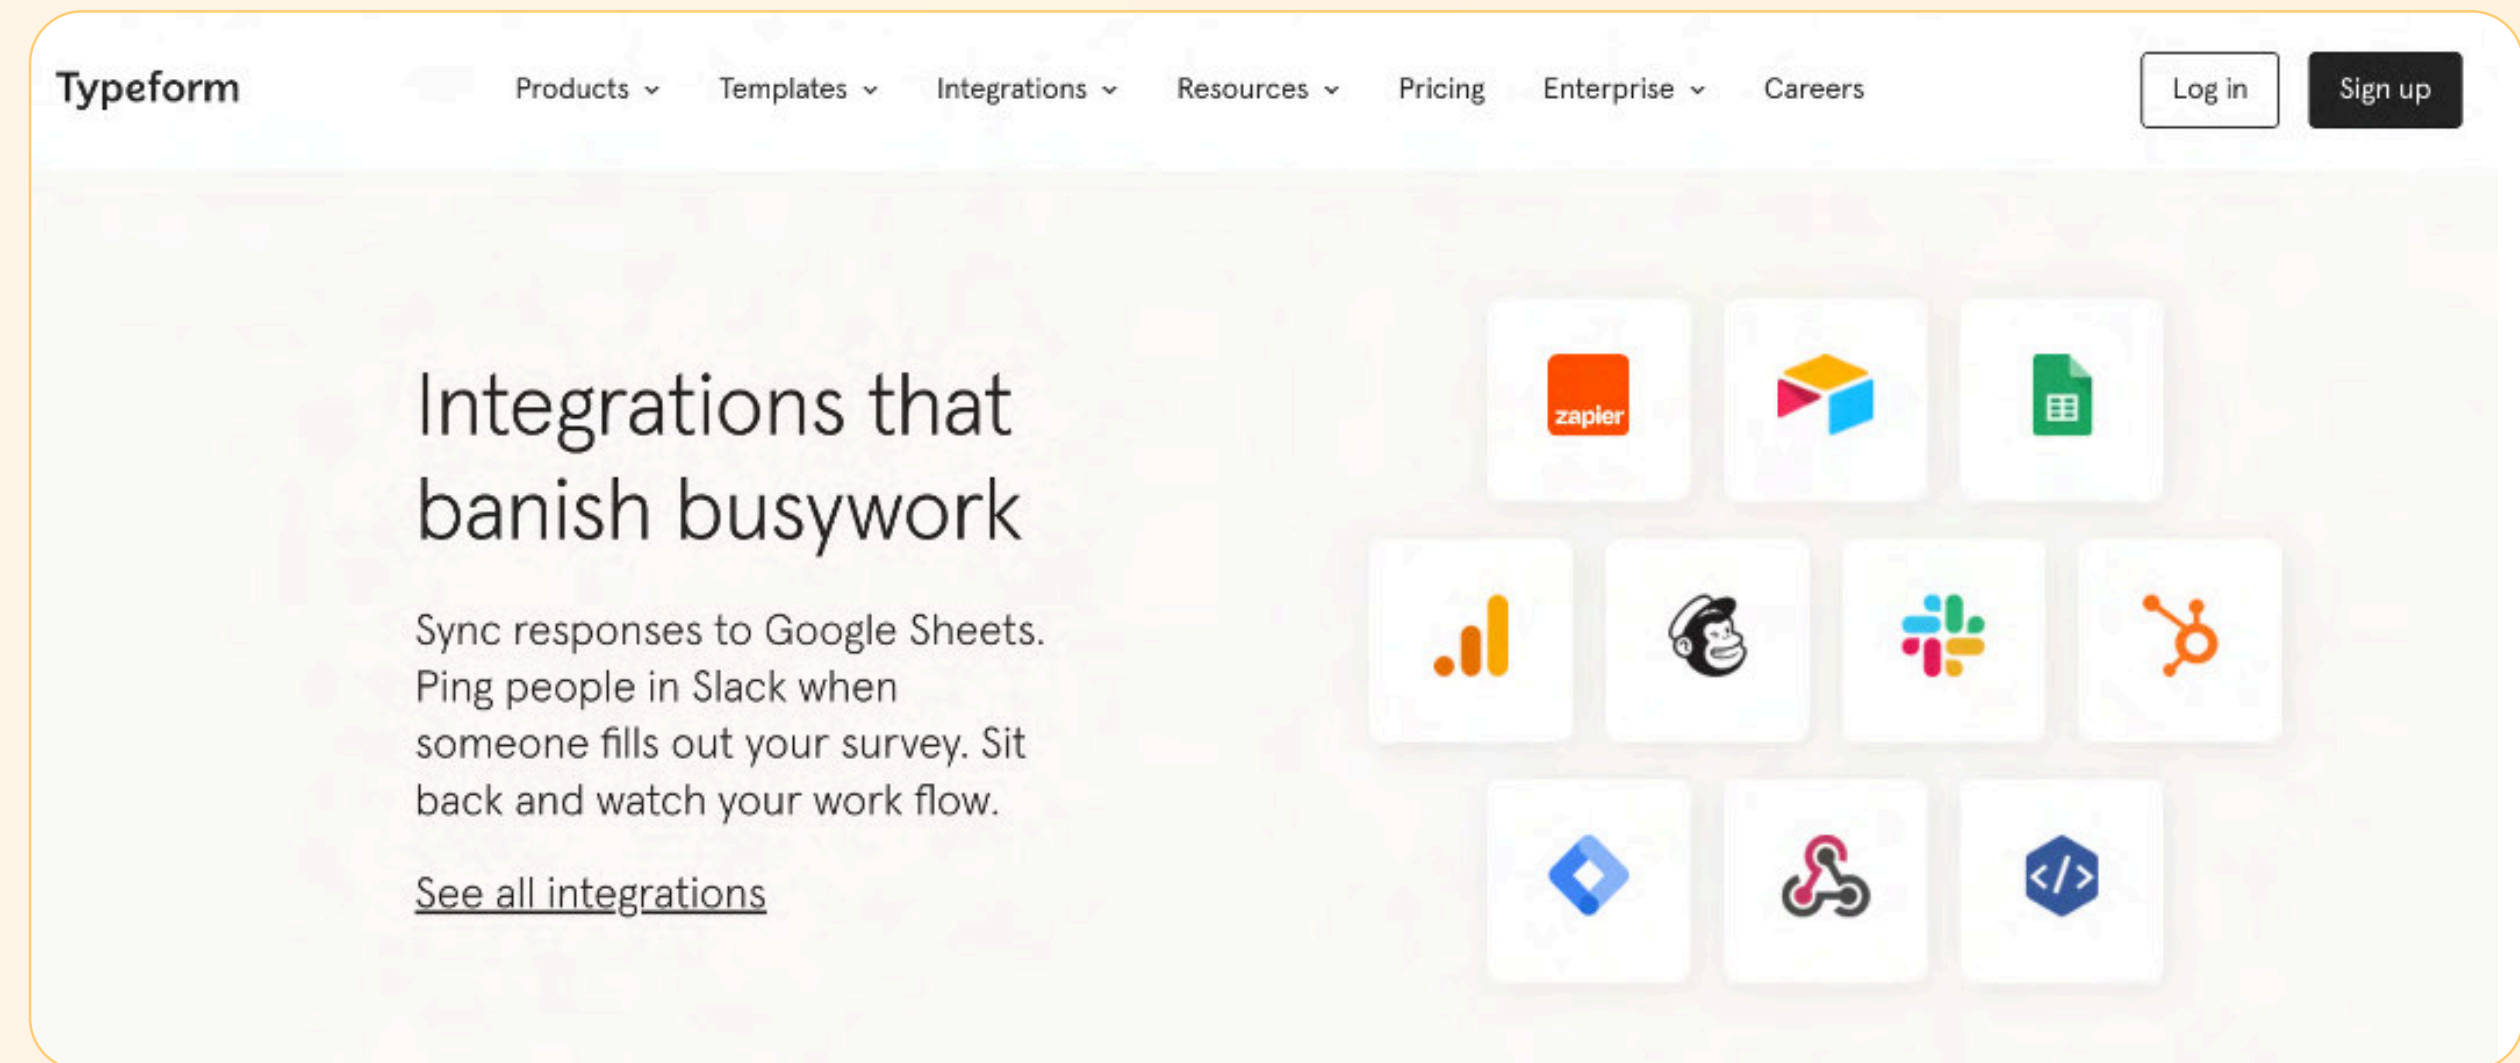 Typeform
Products
Templates
Integrations
Resources
Pricing
Enterprise
Careers
Log in
Sign up
Integrations that
banish busywork
Sync responses to Google Sheets.
Ping people in Slack when
someone fills out your survey. Sit
back and watch your work flow.
See all integrations
zapier
</>